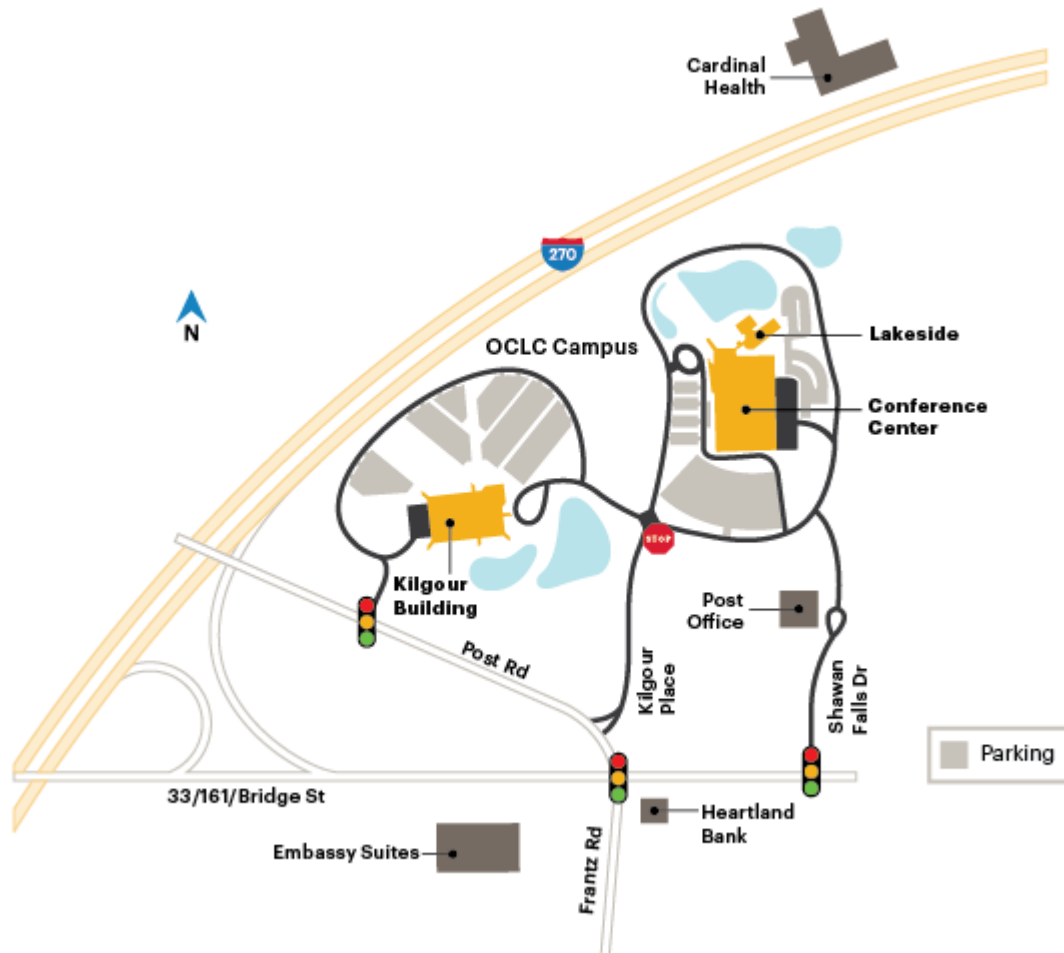 Cardinal
Health
270
N
OCLC Campus
Lakeside
Conference
Center
STOP
Kilgour
Building
Post
Office
Post Rd
Kilgour
Place
Shawan
Falls Dr
Parking
33/161/Bridge St
Heartland
Bank
Embassy Suites
Frantz Rd